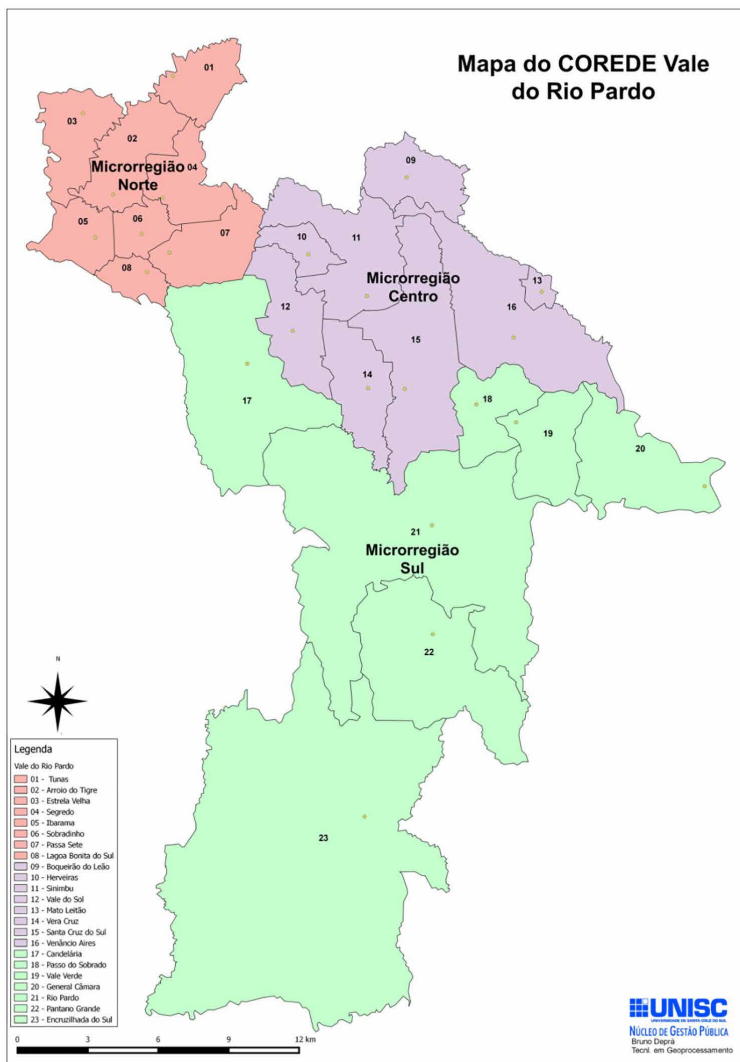 Mapa do COREDE Vale
do Rio Pardo
01
03
02
Microrregião
Norte
04
09
05
06
07
08
10
11
Microrregião
Centro
13
12
16
15
14
17
18
19
20
21
Microrregião
Sul
22
23
N
Legenda
Vale do Rio Pardo
01 - Tunas
02 - Arroio do Tigre
03 - Estrela Velha
04 - Segredo
05 - Ibarama
06 - Sobradinho
07 - Passa Sete
08 - Lagoa Bonita do Sul
09 - Boqueirão do Leão
10 - Herveiras
11 - Sinimbu
12 - Vale do Sol
13 - Mato Leitão
14 - Vera Cruz
15 - Santa Cruz do Sul
16 - Venâncio Aires
17 - Candelária
18 - Passo do Sobrado
19 - Vale Verde
20 - General Câmara
21 - Rio Pardo
22 - Pantano Grande
23 - Encruzilhada do Sul
0 3 6 9 12 km
UNISC
UNIVERSIDADE DE SANTA CRUZ DO SUL
NÚCLEO DE GESTÃO PÚBLICA
Bruno Deprá
Tecnl. em Geoprocessamento